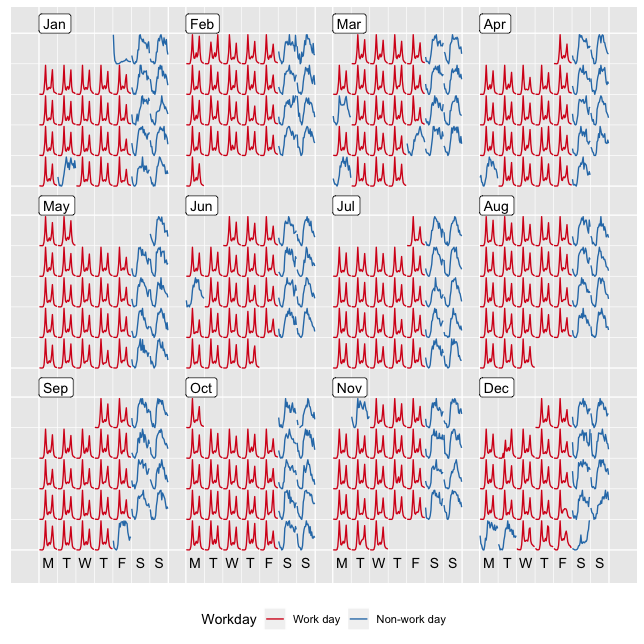 Jan Feb Mar Apr
May Jun Jul Aug
Sep Oct Nov Dec
M T W T F S S M T W T F S S M T W T F S S M T W T F S S
Workday Work day Non-work day